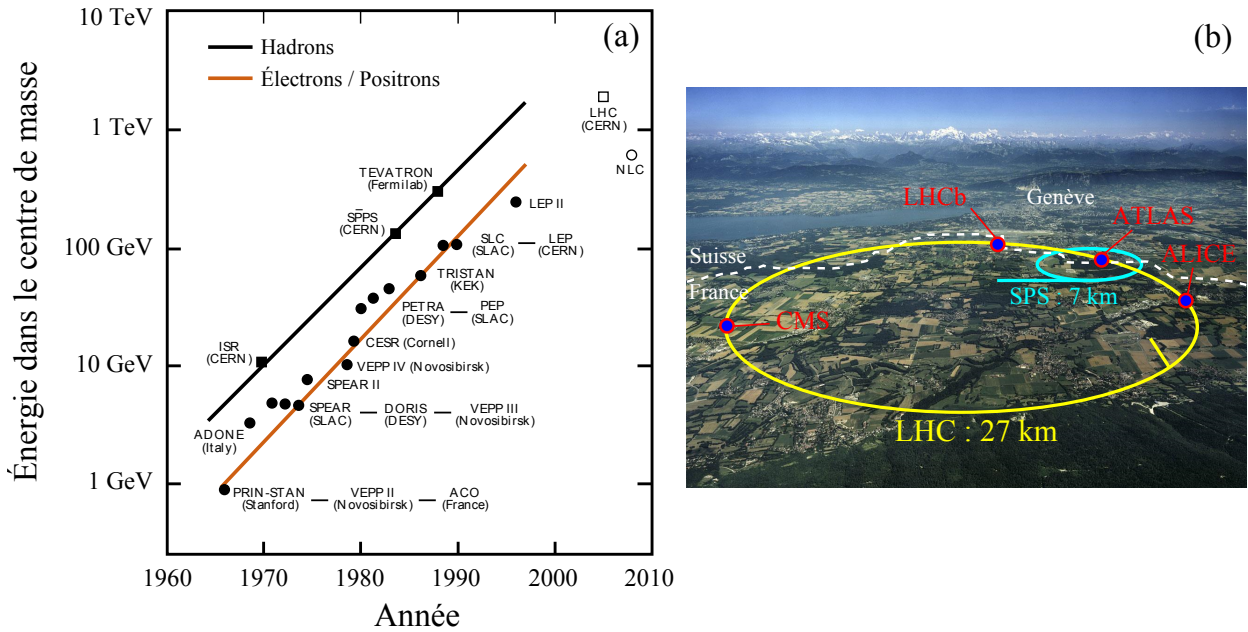 (a)
Énergie dans le centre de masse
10 TeV
1 TeV
100 GeV
10 GeV
1 GeV
Hadrons
Électrons / Positrons
LHC
(CERN)
NLC
TEVATRON
(Fermilab)
SP̄PS
(CERN)
LEP II
SLC — LEP
(SLAC) (CERN)
TRISTAN
(KEK)
PETRA — PEP
(DESY) (SLAC)
ISR
(CERN)
CESR (Cornell)
VEPP IV (Novosibirsk)
SPEAR II
SPEAR — DORIS — VEPP III
(SLAC) (DESY) (Novosibirsk)
ADONE
(Italy)
PRIN-STAN — VEPP II — ACO
(Stanford) (Novosibirsk) (France)
1960 1970 1980 1990 2000 2010
Année
(b)
LHCb
Genève
ATLAS
ALICE
Suisse
France
SPS : 7 km
CMS
LHC : 27 km